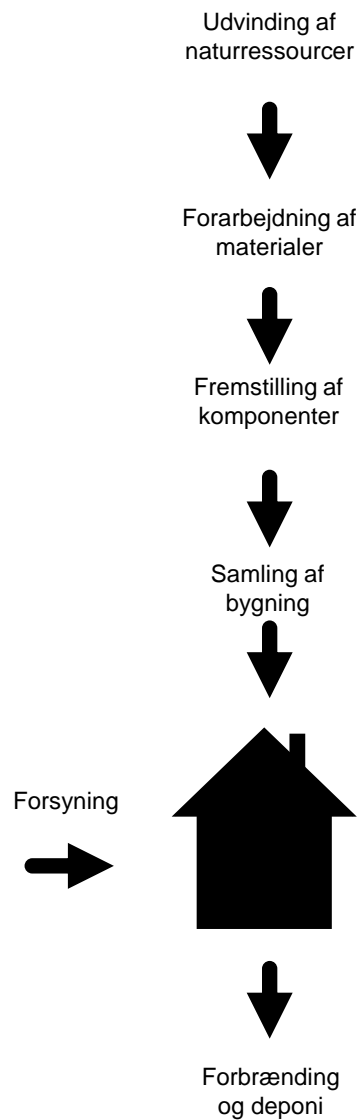 Udvinding af
naturressourcer
Forarbejdning af
materialer
Fremstilling af
komponenter
Samling af
bygning
Forsyning
Forbrænding
og deponi